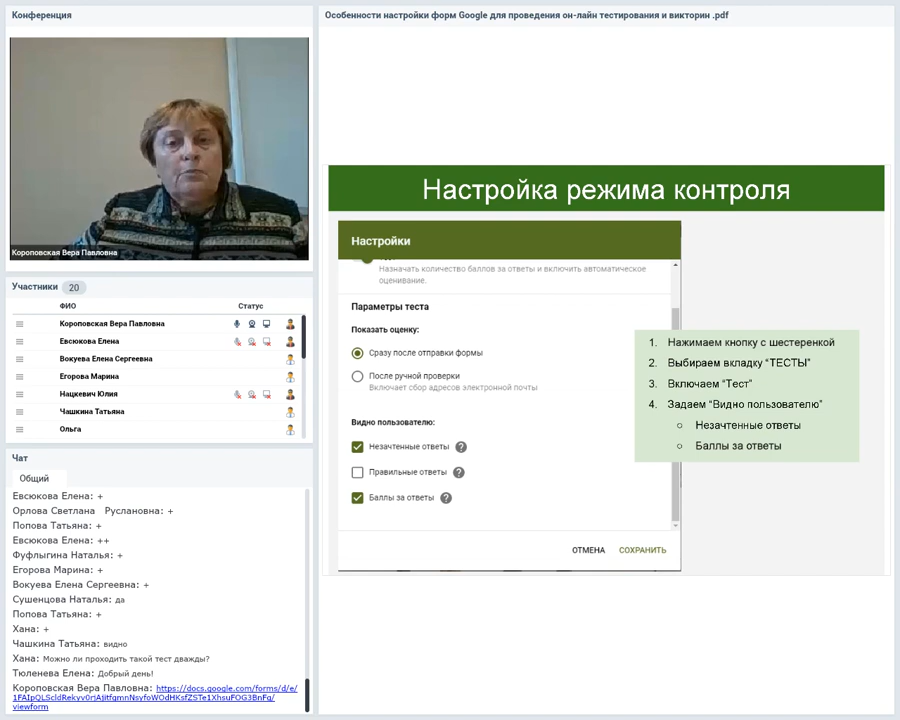 Конференция
Короповская Вера Павловна
Участники 20
ФИО Статус
Короповская Вера Павловна
Евсюкова Елена
Вокуева Елена Сергеевна
Егорова Марина
Нацкевич Юлия
Чашкина Татьяна
Ольга
Чат
Общий
Евсюкова Елена: +
Орлова Светлана Руслановна: +
Попова Татьяна: +
Евсюкова Елена: ++
Фуфлыгина Наталья: +
Егорова Марина: +
Вокуева Елена Сергеевна: +
Сушенцова Наталья: да
Попова Татьяна: +
Хана: +
Чашкина Татьяна: видно
Хана: Можно ли проходить такой тест дважды?
Тюленева Елена: Добрый день!
Короповская Вера Павловна: https://docs.google.com/forms/d/e/
viewform
Особенности настройки форм Google для проведения он-лайн тестирования и викторин .pdf
Настройка режима контроля
Настройки
Назначать количество баллов за ответы и включить автоматическое
оценивание.
Параметры теста
Показать оценку:
Сразу после отправки формы
После ручной проверки
Включает сбор адресов электронной почты
Видно пользователю:
Незачтенные ответы ?
Правильные ответы ?
Баллы за ответы ?
ОТМЕНА СОХРАНИТЬ
1. Нажимаем кнопку с шестеренкой
2. Выбираем вкладку "ТЕСТЫ"
3. Включаем "Тест"
4. Задаем "Видно пользователю"
○ Незачтенные ответы
○ Баллы за ответы